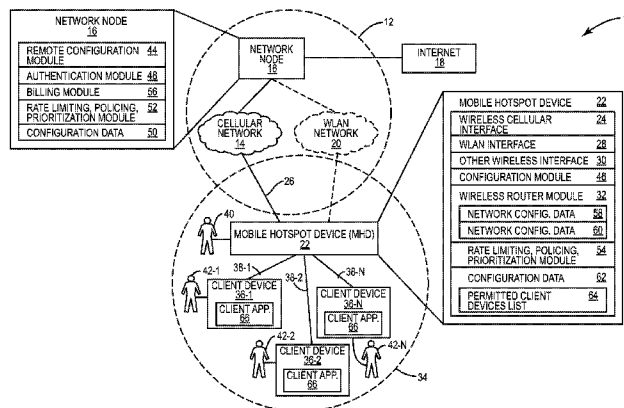 NETWORK NODE
16
REMOTE CONFIGURATION MODULE 44
AUTHENTICATION MODULE 48
BILLING MODULE 56
RATE LIMITING, POLICING, PRIORITIZATION MODULE 52
CONFIGURATION DATA 50
12
NETWORK NODE
16
INTERNET
18
CELLULAR NETWORK
14
WLAN NETWORK
20
26
40
MOBILE HOTSPOT DEVICE (MHD)
22
38-1
38-2
38-N
42-1
CLIENT DEVICE
36-1
CLIENT APP.
66
CLIENT DEVICE
36-N
CLIENT APP.
66
42-2
CLIENT DEVICE
36-2
CLIENT APP.
66
42-N
34
MOBILE HOTSPOT DEVICE 22
WIRELESS CELLULAR INTERFACE 24
WLAN INTERFACE 28
OTHER WIRELESS INTERFACE 30
CONFIGURATION MODULE 46
WIRELESS ROUTER MODULE 32
NETWORK CONFIG. DATA 58
NETWORK CONFIG. DATA 60
RATE LIMITING, POLICING, PRIORITIZATION MODULE 54
CONFIGURATION DATA 62
PERMITTED CLIENT DEVICES LIST 64